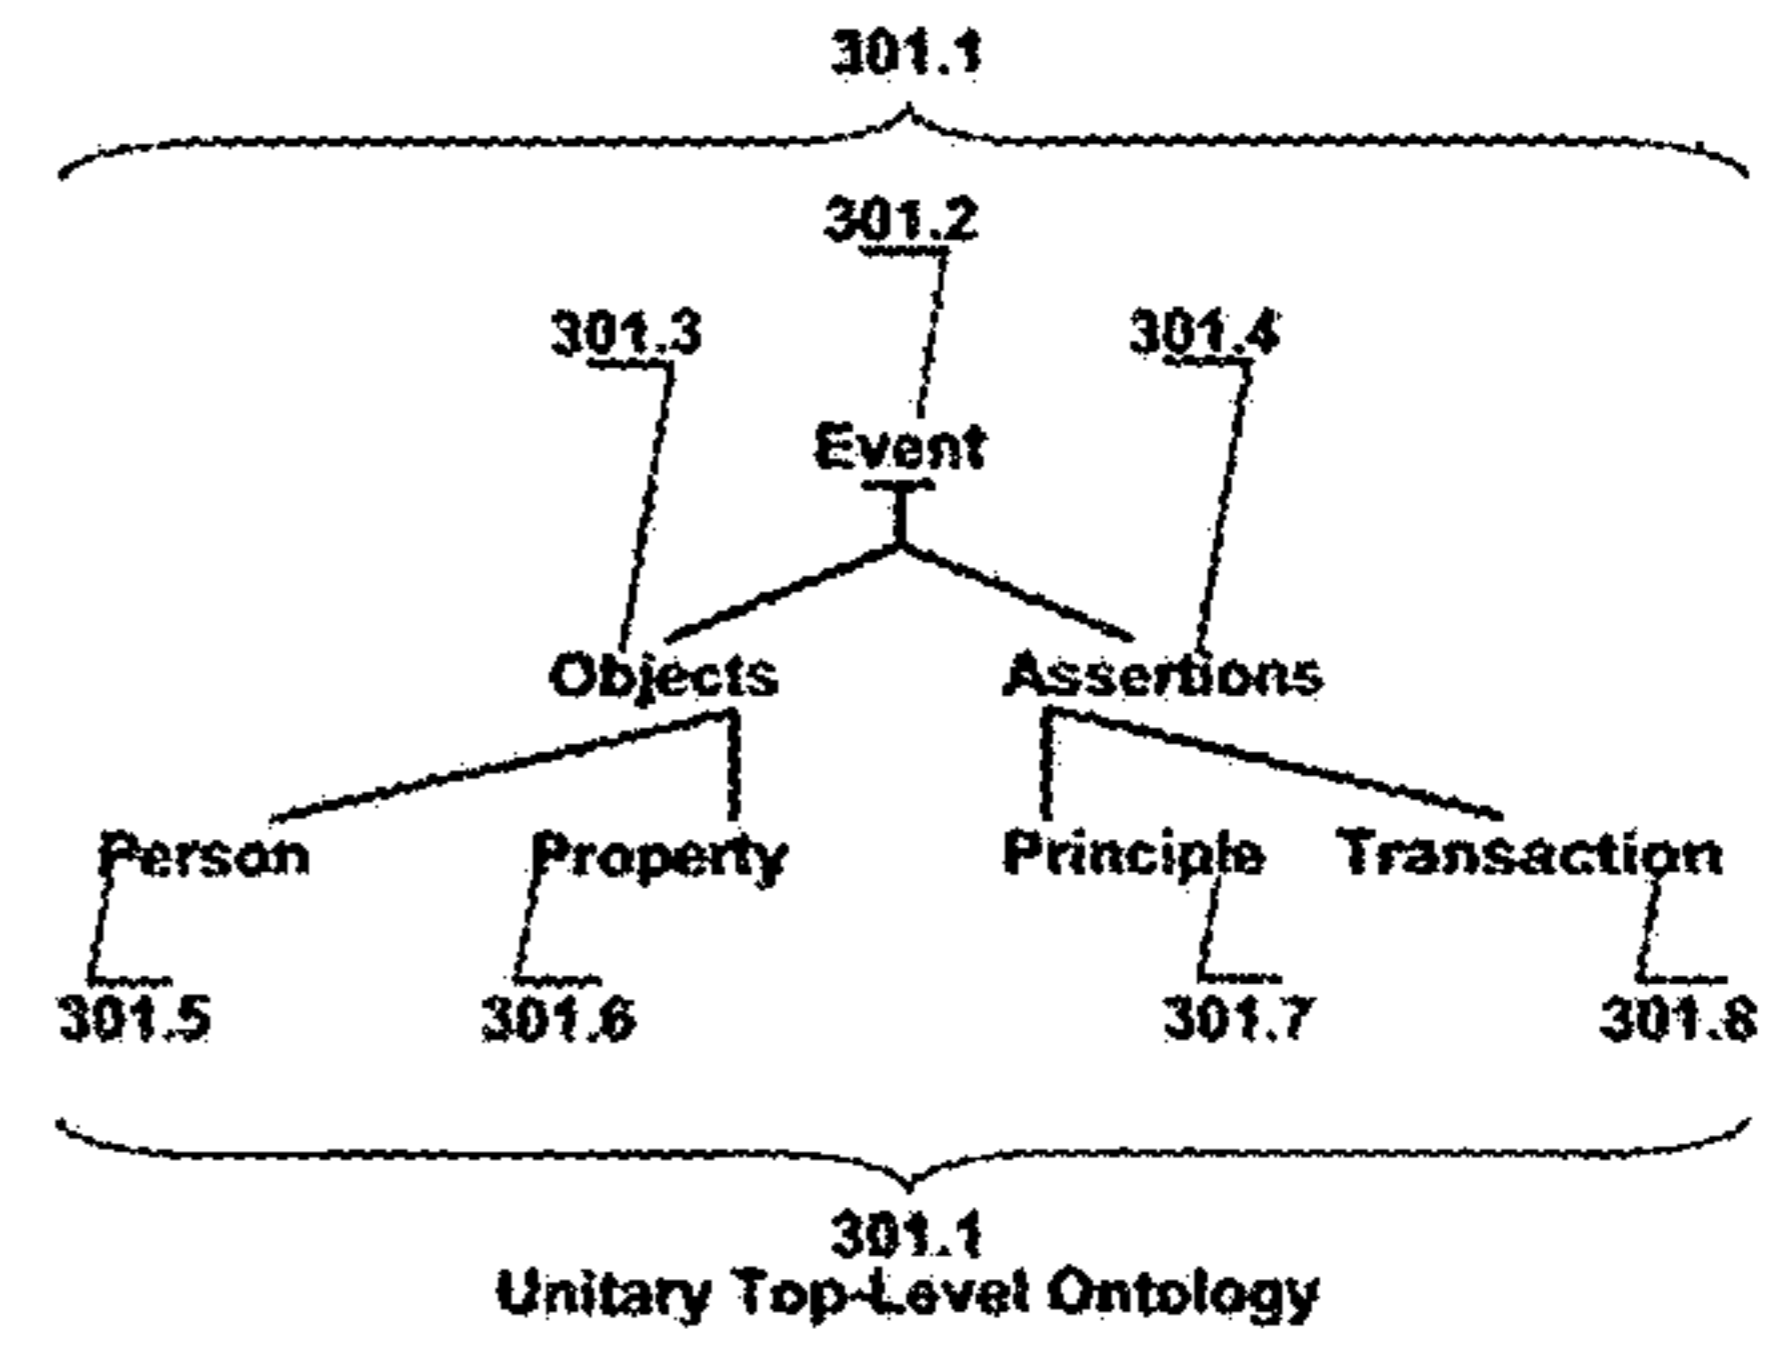 301.1
301.2
301.3 301.4
Event
Objects Assertions
Person Property Principle Transaction
301.5 301.6 301.7 301.8
301.1
Unitary Top-Level Ontology